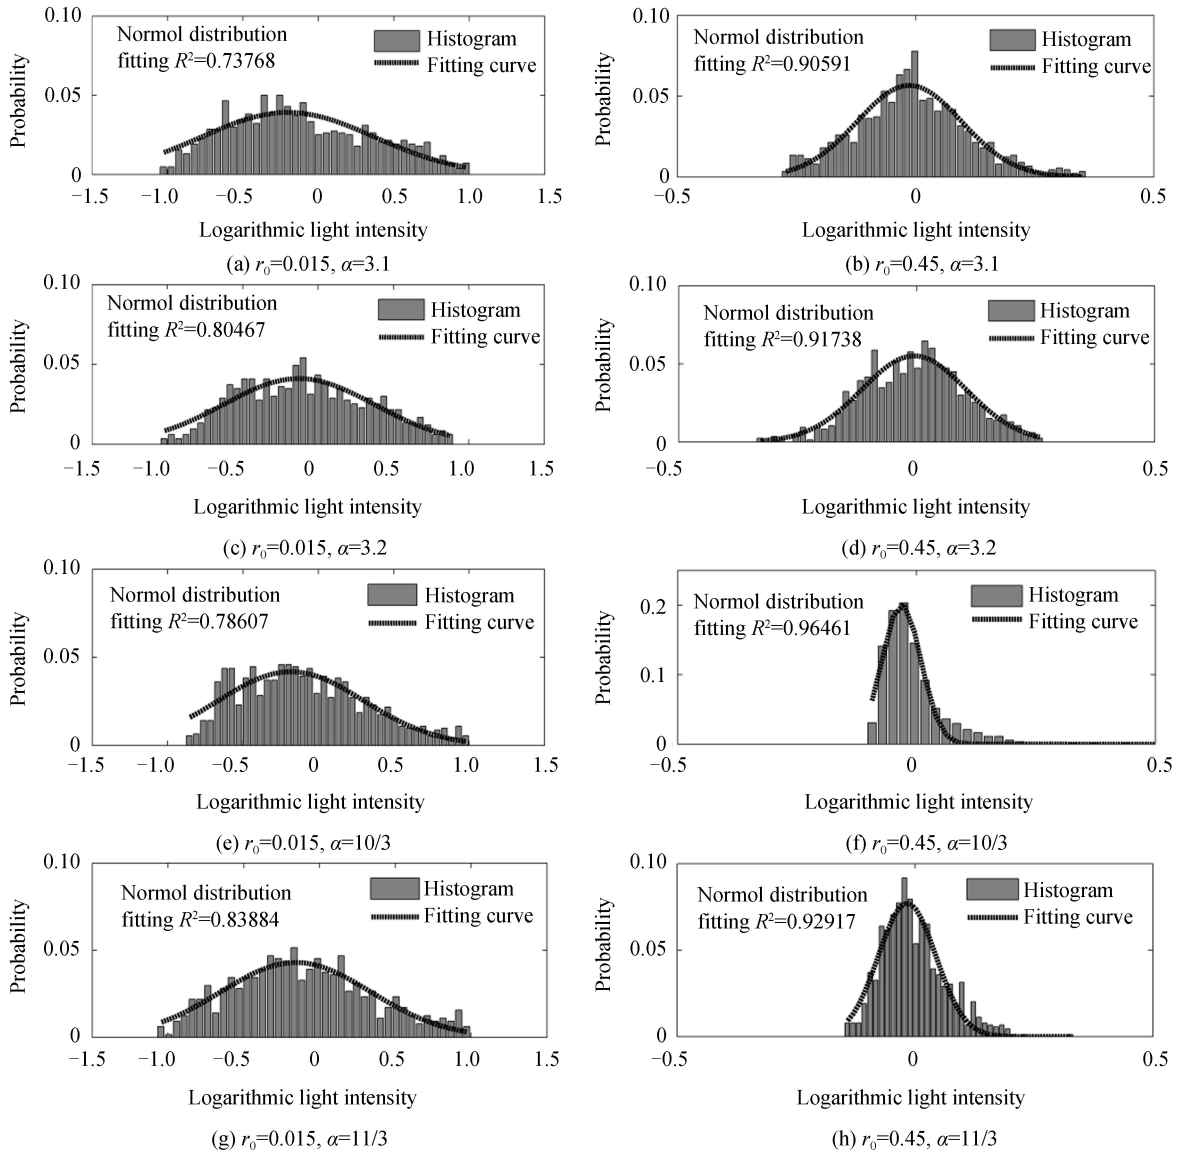 0.10
Normol distribution
fitting R²=0.73768
Histogram
Fitting curve
Probability
0.05
0
−1.5
−1.0
−0.5
0
0.5
1.0
1.5
Logarithmic light intensity
(a) r₀=0.015, α=3.1
0.10
Normol distribution
fitting R²=0.90591
Histogram
Fitting curve
Probability
0.05
0
−0.5
0
0.5
Logarithmic light intensity
(b) r₀=0.45, α=3.1
0.10
Normol distribution
fitting R²=0.80467
Histogram
Fitting curve
Probability
0.05
0
−1.5
−1.0
−0.5
0
0.5
1.0
1.5
Logarithmic light intensity
(c) r₀=0.015, α=3.2
0.10
Normol distribution
fitting R²=0.91738
Histogram
Fitting curve
Probability
0.05
0
−0.5
0
0.5
Logarithmic light intensity
(d) r₀=0.45, α=3.2
0.10
Normol distribution
fitting R²=0.78607
Histogram
Fitting curve
Probability
0.05
0
−1.5
−1.0
−0.5
0
0.5
1.0
1.5
Logarithmic light intensity
(e) r₀=0.015, α=10/3
0.2
Normol distribution
fitting R²=0.96461
Histogram
Fitting curve
Probability
0.1
0
−0.5
0
0.5
Logarithmic light intensity
(f) r₀=0.45, α=10/3
0.10
Normol distribution
fitting R²=0.83884
Histogram
Fitting curve
Probability
0.05
0
−1.5
−1.0
−0.5
0
0.5
1.0
1.5
Logarithmic light intensity
(g) r₀=0.015, α=11/3
0.10
Normol distribution
fitting R²=0.92917
Histogram
Fitting curve
Probability
0.05
0
−0.5
0
0.5
Logarithmic light intensity
(h) r₀=0.45, α=11/3